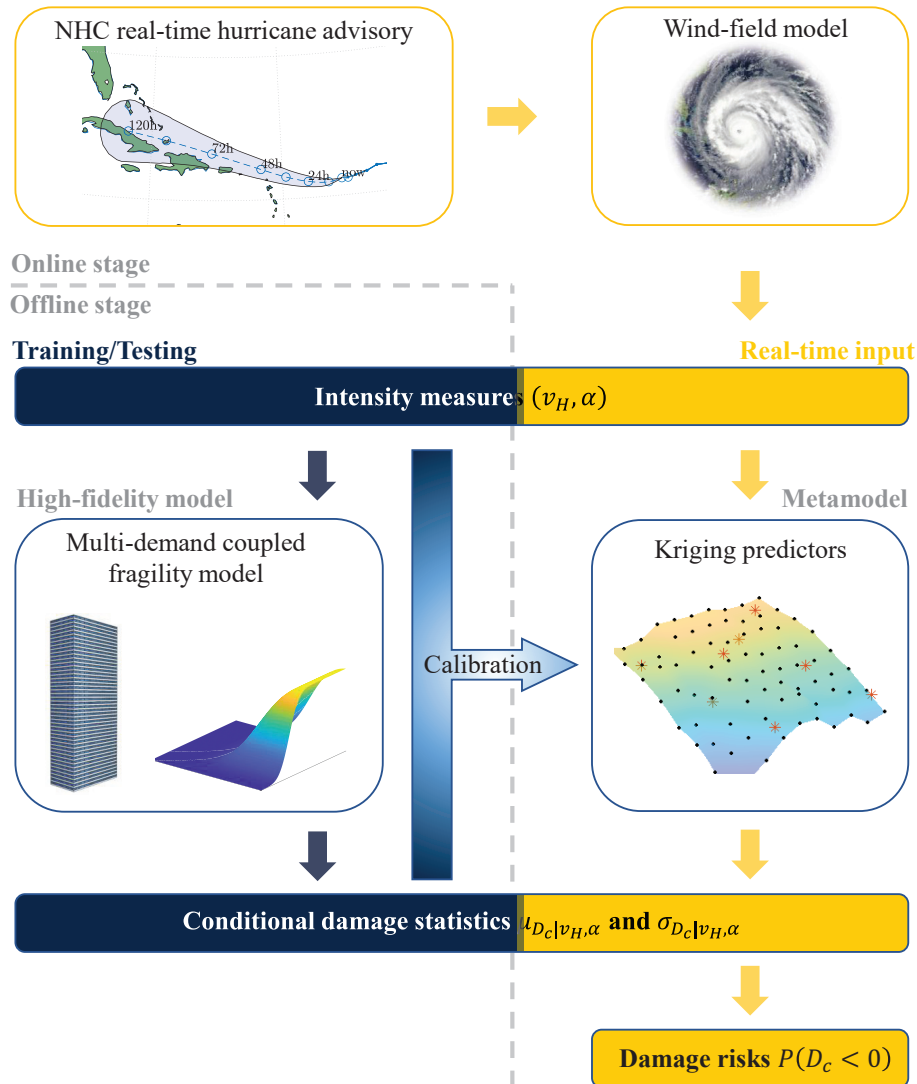 NHC real-time hurricane advisory
120h
72h
48h
24h
now
Wind-field model
Online stage
Offline stage
Training/Testing
Real-time input
Intensity measures (v_H, α)
High-fidelity model
Metamodel
Multi-demand coupled
fragility model
Kriging predictors
Calibration
Conditional damage statistics u_{D_c|v_H,α} and σ_{D_c|v_H,α}
Damage risks P(D_c < 0)